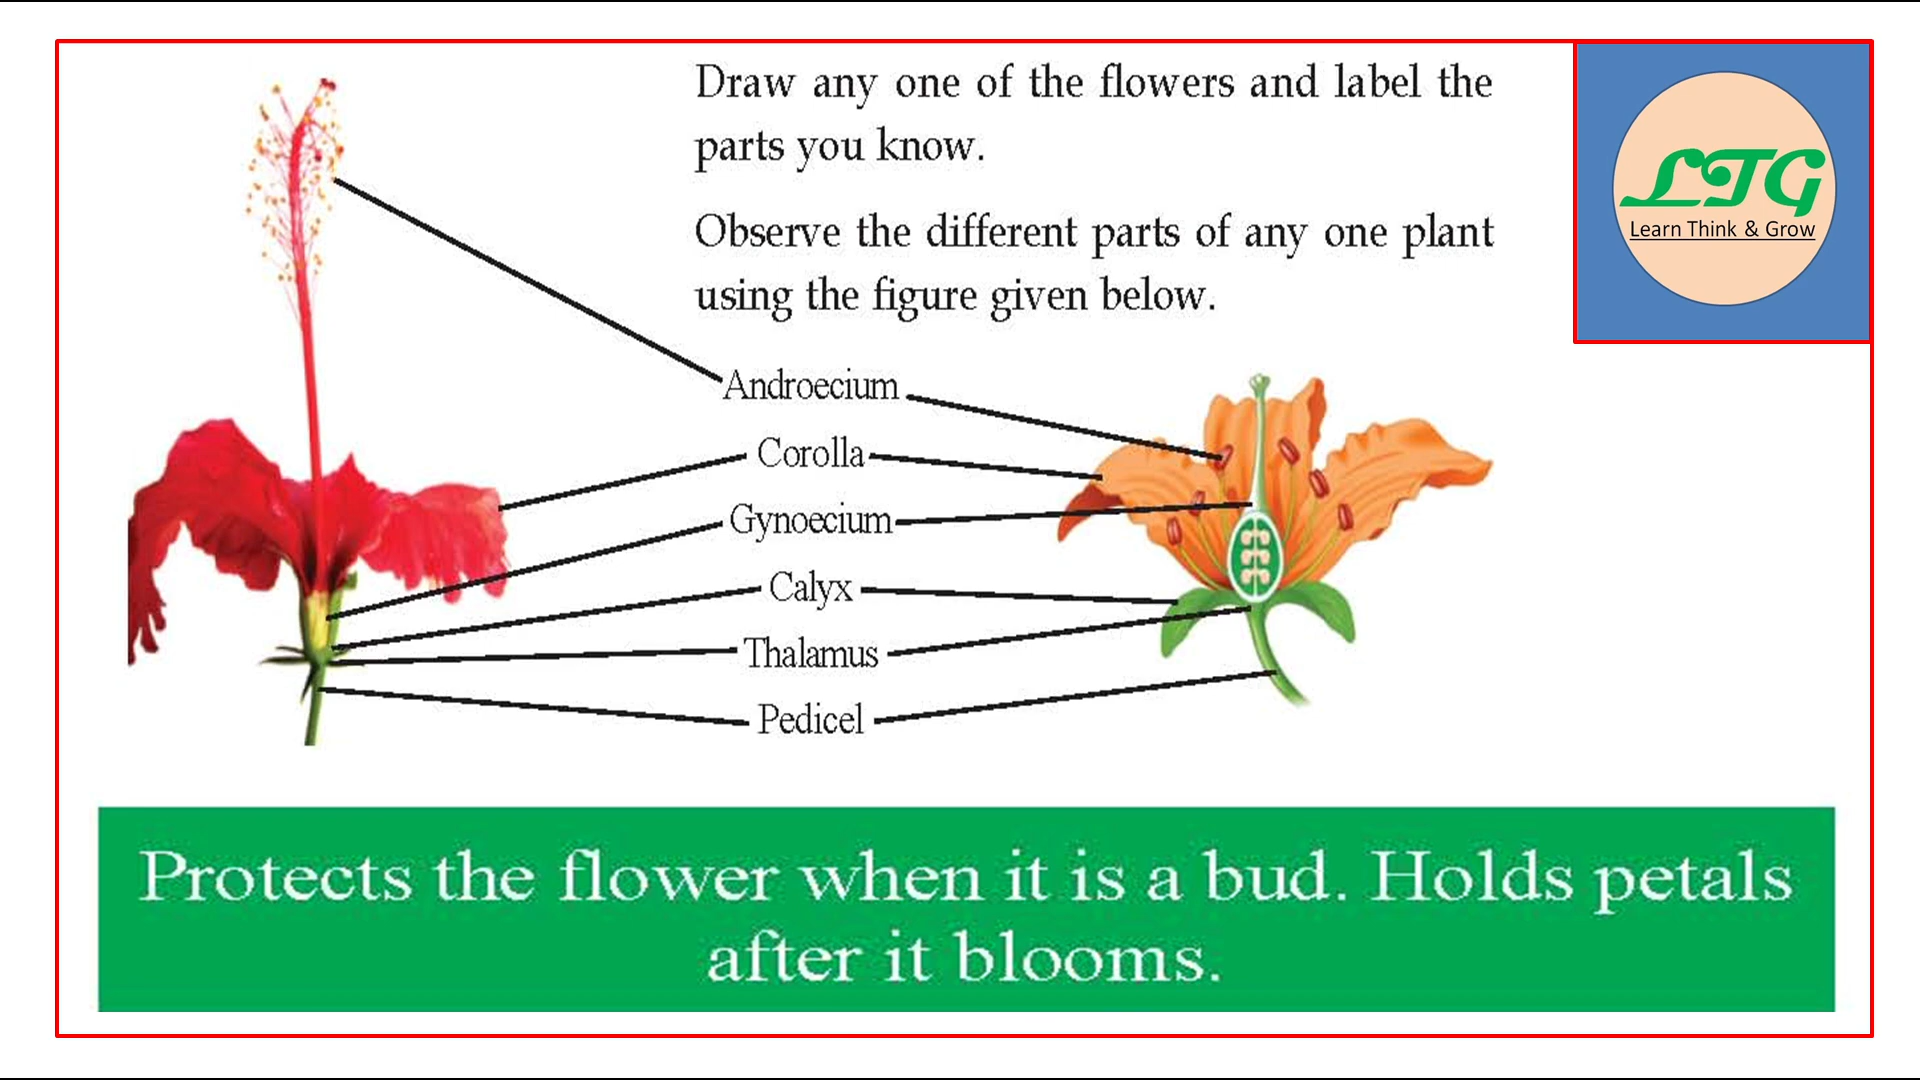 Draw any one of the flowers and label the
parts you know.
Observe the different parts of any one plant
using the figure given below.
LTG
Learn Think & Grow
Androecium
Corolla
Gynoecium
Calyx
Thalamus
Pedicel
Protects the flower when it is a bud. Holds petals
after it blooms.